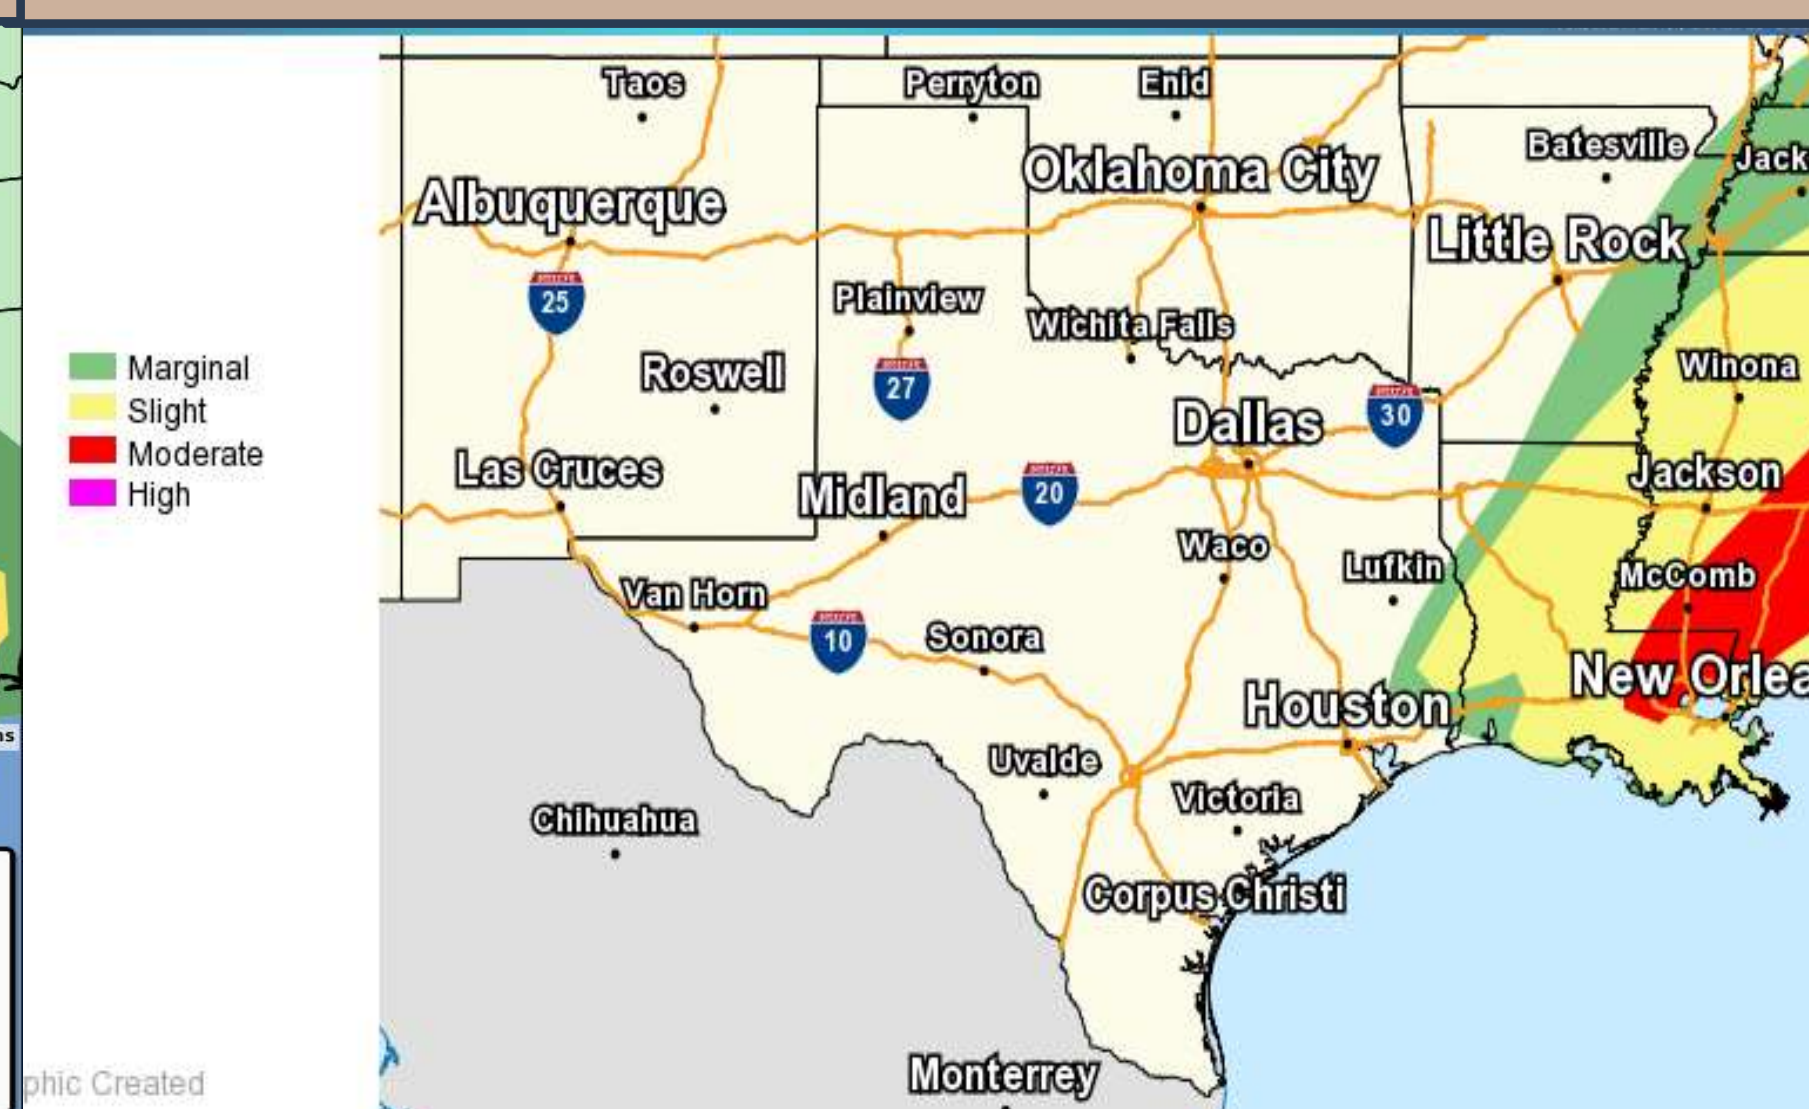 Taos
Perryton
Enid
Batesville
Jack
Albuquerque
Oklahoma City
Little Rock
25
Plainview
Wichita Falls
Marginal
Slight
Moderate
High
Roswell
27
Winona
30
Dallas
Las Cruces
Midland
20
Jackson
Waco
Lufkin
McComb
Van Horn
10
Sonora
New Orlea
Houston
ns
Uvalde
Victoria
Chihuahua
Corpus Christi
Monterrey
phic Created